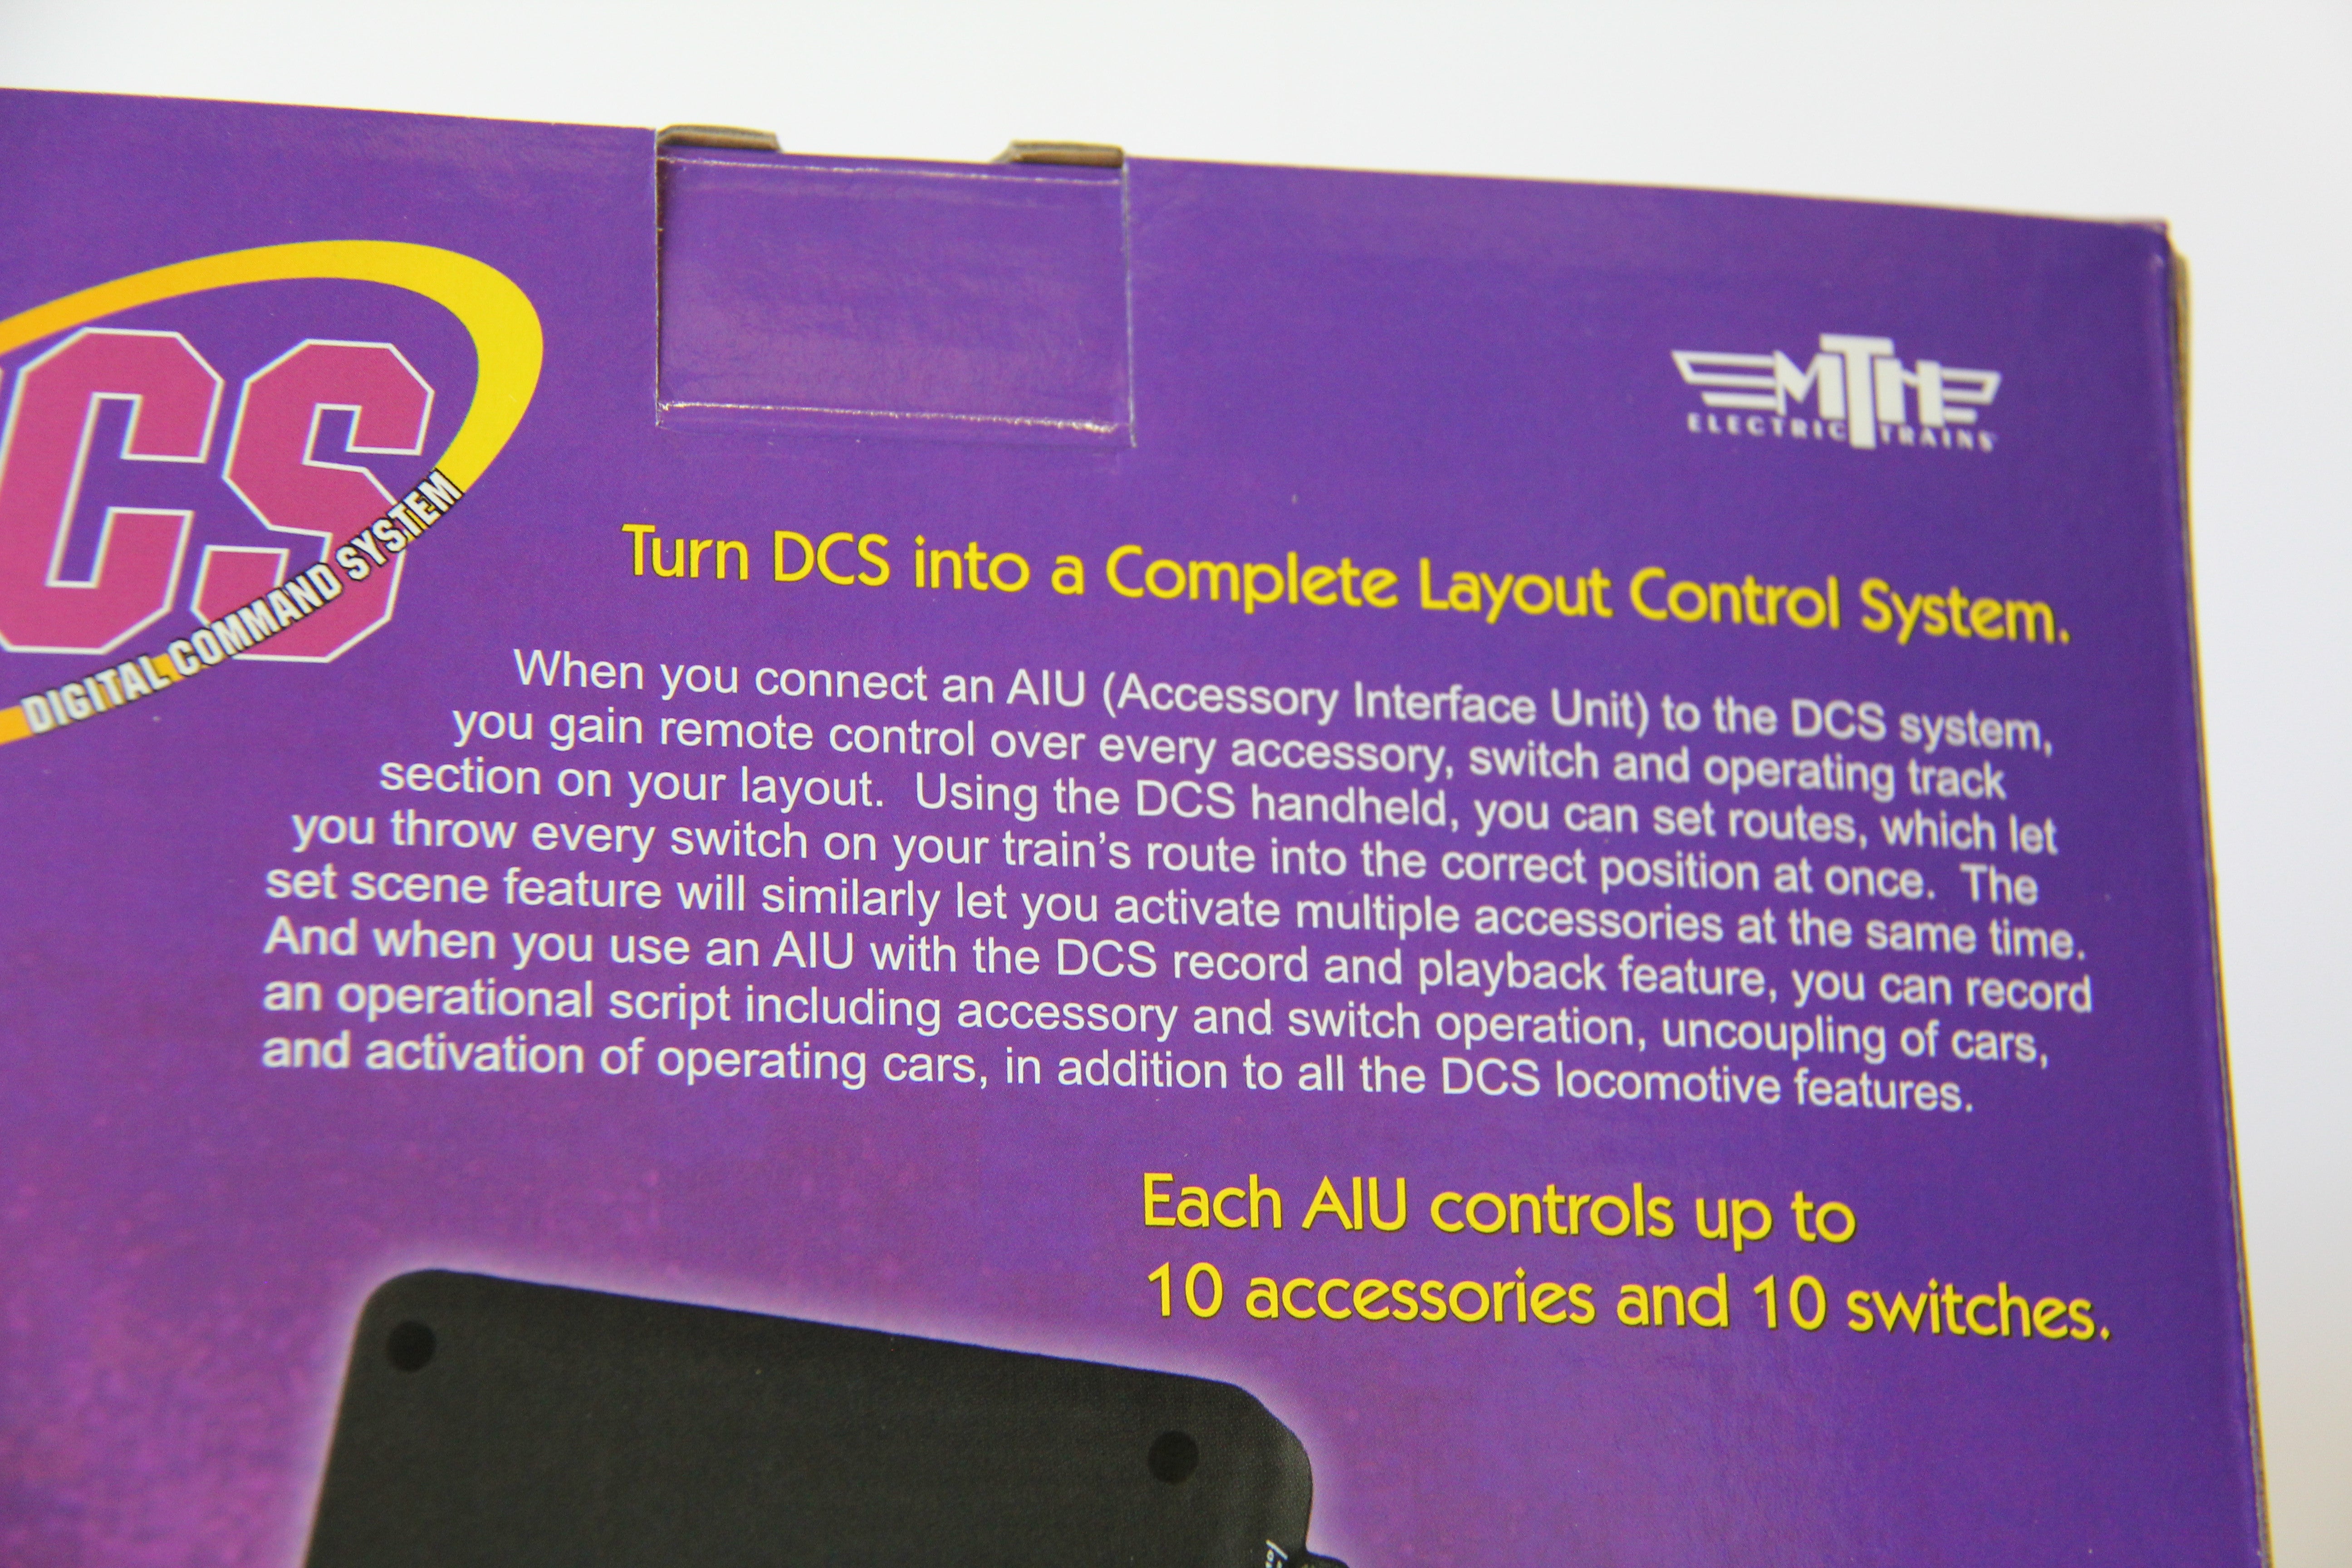 CS
DIGITAL COMMAND SYSTEM
MTH
ELECTRIC TRAINS
Turn DCS into a Complete Layout Control System.
When you connect an AIU (Accessory Interface Unit) to the DCS system,
you gain remote control over every accessory, switch and operating track
section on your layout.  Using the DCS handheld, you can set routes, which let
you throw every switch on your train’s route into the correct position at once.  The
set scene feature will similarly let you activate multiple accessories at the same time.
And when you use an AIU with the DCS record and playback feature, you can record
an operational script including accessory and switch operation, uncoupling of cars,
and activation of operating cars, in addition to all the DCS locomotive features.
Each AIU controls up to
10 accessories and 10 switches.